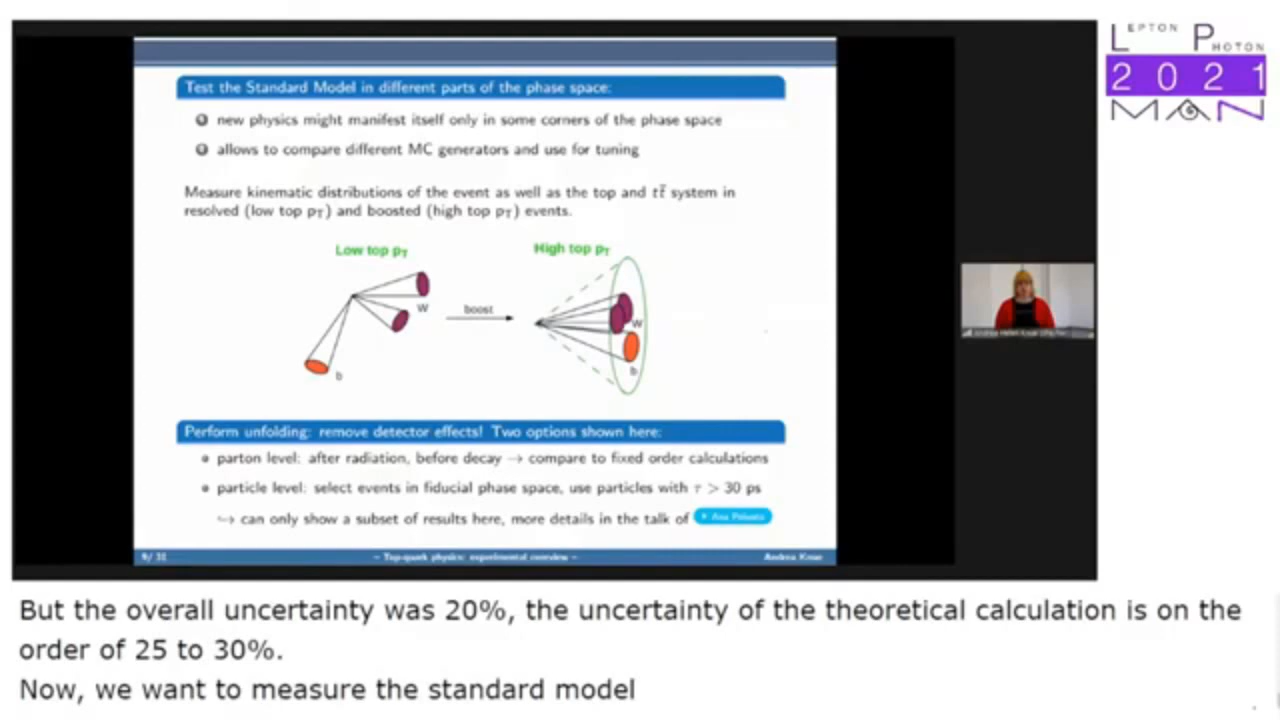 LEPTON PHOTON
2021
MAN
Test the Standard Model in different parts of the phase space:
new physics might manifest itself only in some corners of the phase space
allows to compare different MC generators and use for tuning
Measure kinematic distributions of the event as well as the top and tt̄ system in
resolved (low top pT) and boosted (high top pT) events.
Low top pT
High top pT
W
boost
W
b
b
Perform unfolding: remove detector effects! Two options shown here:
• parton level: after radiation, before decay → compare to fixed order calculations
• particle level: select events in fiducial phase space, use particles with τ > 30 ps
↪ can only show a subset of results here, more details in the talk of
9/ 31 – Top-quark physics: experimental overview – Andrea Knue
But the overall uncertainty was 20%, the uncertainty of the theoretical calculation is on the
order of 25 to 30%.
Now, we want to measure the standard model